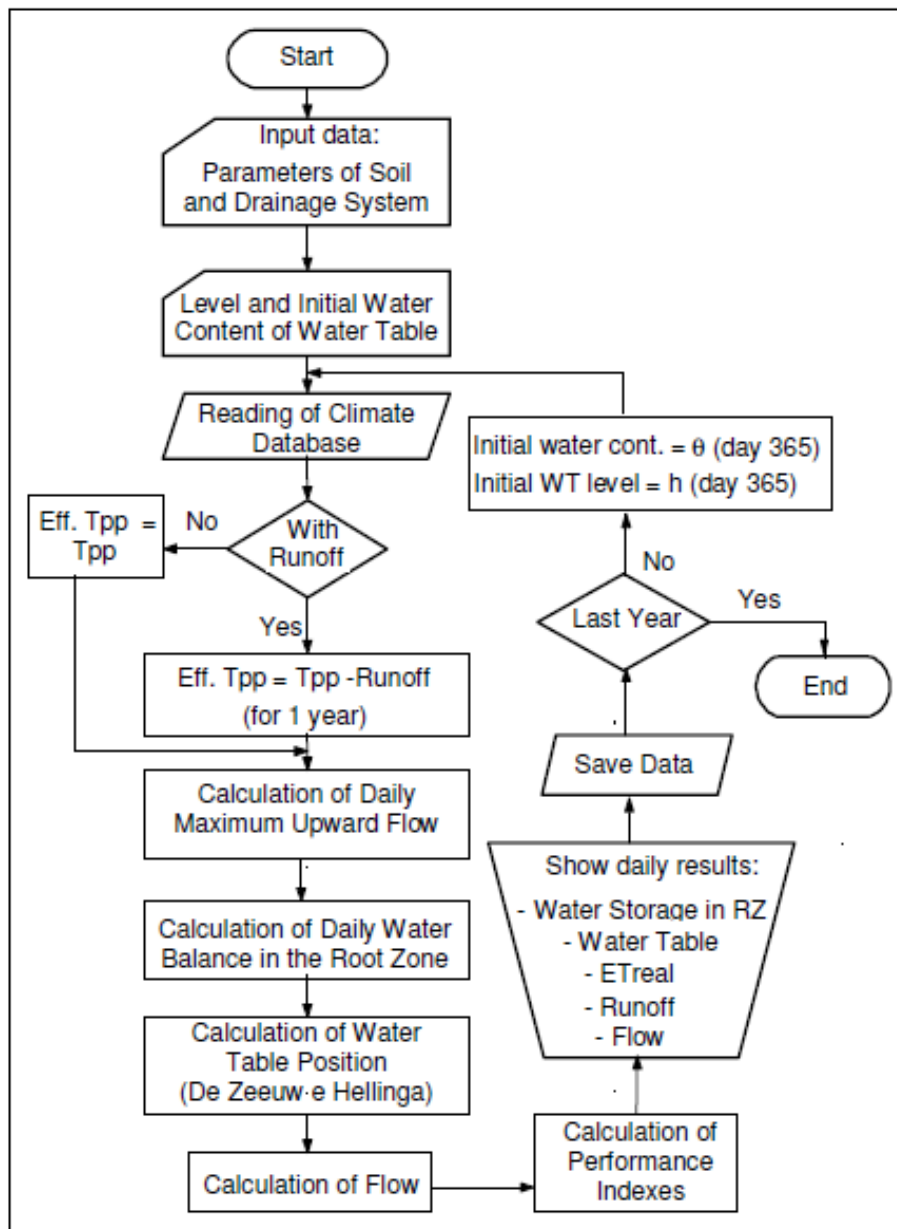 Start
Input data:
Parameters of Soil
and Drainage System
Level and Initial Water
Content of Water Table
Reading of Climate
Database
With
Runoff
No
Eff. Tpp =
Tpp
Yes
Eff. Tpp = Tpp -Runoff
(for 1 year)
Calculation of Daily
Maximum Upward Flow
Calculation of Daily Water
Balance in the Root Zone
Calculation of Water
Table Position
(De Zeeuw·e Hellinga)
Calculation of Flow
Calculation of
Performance
Indexes
Show daily results:
- Water Storage in RZ
- Water Table
- ETreal
- Runoff
- Flow
Save Data
Last Year
Yes
End
No
Initial water cont. = θ (day 365)
Initial WT level = h (day 365)